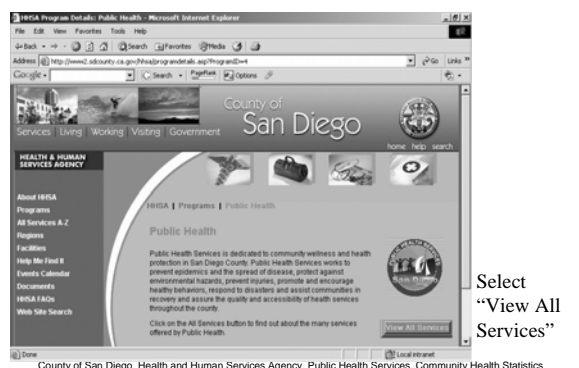 HHSA Program Details: Public Health - Microsoft Internet Explorer
File Edit View Favorites Tools Help
Back Search Favorites Media
Address http://www2.sdcounty.ca.gov/hhsa/programdetails.asp?ProgramID=4 Go Links »
Google Search PageRank Options
County of
San Diego
Services | Living | Working | Visiting | Government
home help search
HEALTH & HUMAN
SERVICES AGENCY
About HHSA
Programs
All Services A-Z
Regions
Facilities
Help Me Find It
Events Calendar
Documents
HHSA FAQs
Web Site Search
HHSA | Programs | Public Health
Public Health
Public Health Services is dedicated to community wellness and health
protection in San Diego County. Public Health Services works to
prevent epidemics and the spread of disease, protect against
environmental hazards, prevent injuries, promote and encourage
healthy behaviors, respond to disasters and assist communities in
recovery and assure the quality and accessibility of health services
throughout the county.
Click on the All Services button to find out about the many services
offered by Public Health.
PUBLIC HEALTH SERVICES
San Diego
View All Services
Select
“View All
Services”
Done Local intranet
County of San Diego, Health and Human Services Agency, Public Health Services, Community Health Statistics